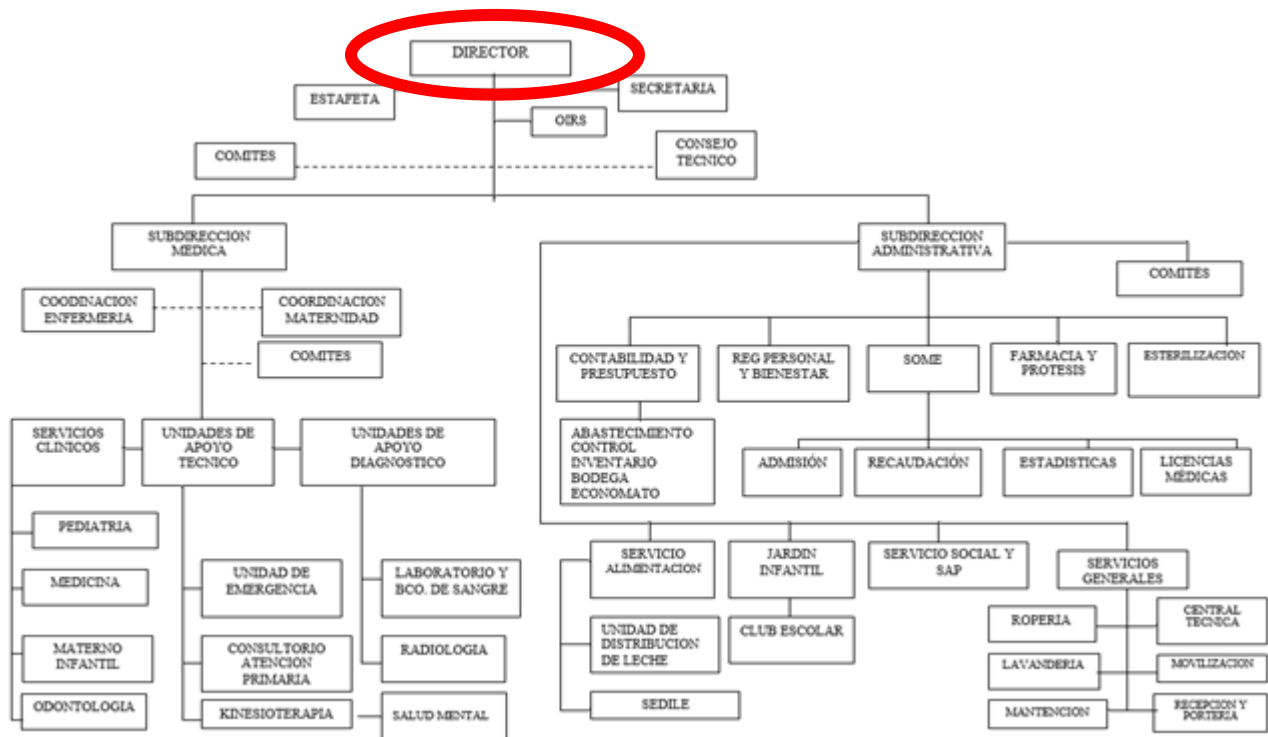 DIRECTOR
ESTAFETA
SECRETARIA
OIRS
COMITES
CONSEJO
TECNICO
SUBDIRECCION
MEDICA
SUBDIRECCION
ADMINISTRATIVA
COMITÉS
COODINACION
ENFERMERIA
COORDINACION
MATERNIDAD
COMITES
CONTABILIDAD Y
PRESUPUESTO
REG PERSONAL
Y BIENESTAR
SOME
FARMACIA Y
PROTESIS
ESTERILIZACIÓN
SERVICIOS
CLÍNICOS
UNIDADES DE
APOYO
TECNICO
UNIDADES DE
APOYO
DIAGNOSTICO
ABASTECIMIENTO
CONTROL
INVENTARIO
BODEGA
ECONOMATO
ADMISIÓN
RECAUDACIÓN
ESTADISTICAS
LICENCIAS
MÉDICAS
PEDIATRIA
MEDICINA
MATERNO
INFANTIL
ODONTOLOGIA
UNIDAD DE
EMERGENCIA
CONSULTORIO
ATENCIÓN
PRIMARIA
KINESIOTERAPIA
LABORATORIO Y
BCO. DE SANGRE
RADIOLOGIA
SALUD MENTAL
SERVICIO
ALIMENTACION
JARDIN
INFANTIL
SERVICIO SOCIAL Y
SAP
SERVICIOS
GENERALES
UNIDAD DE
DISTRIBUCION
DE LECHE
CLUB ESCOLAR
SEDILE
ROPERIA
CENTRAL
TECNICA
LAVANDERIA
MOVILIZACION
MANTENCION
RECEPCION Y
PORTERIA